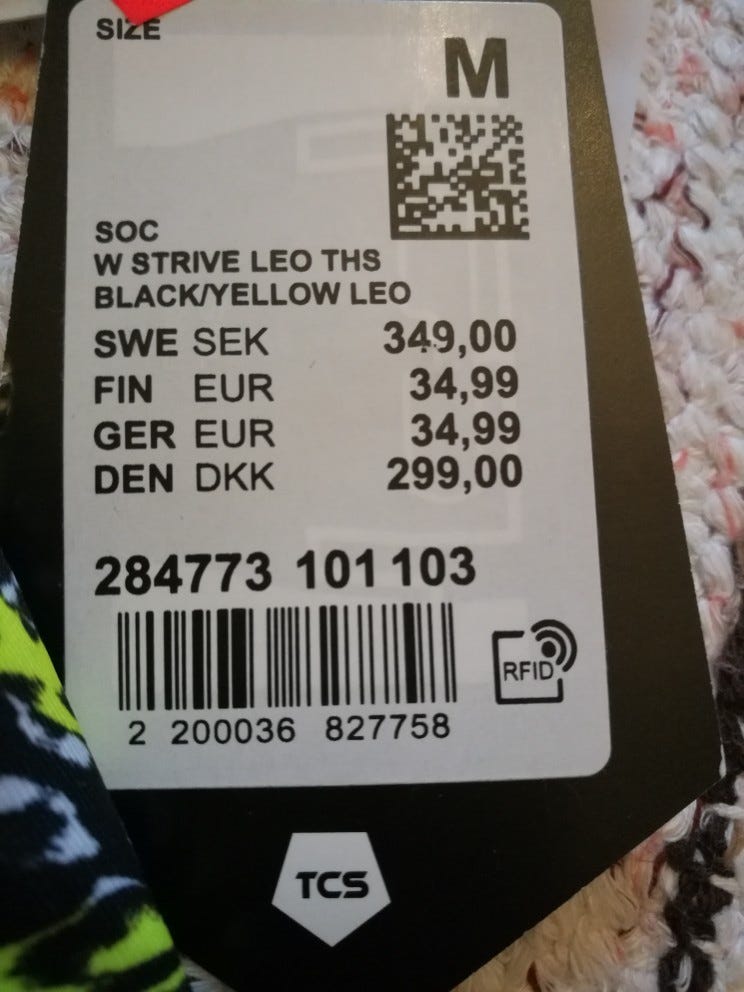 SIZE
M
SOC
W STRIVE LEO THS
BLACK/YELLOW LEO
SWE SEK 349,00
FIN EUR 34,99
GER EUR 34,99
DEN DKK 299,00
284773 101 103
RFID
2 200036 827758
TCS